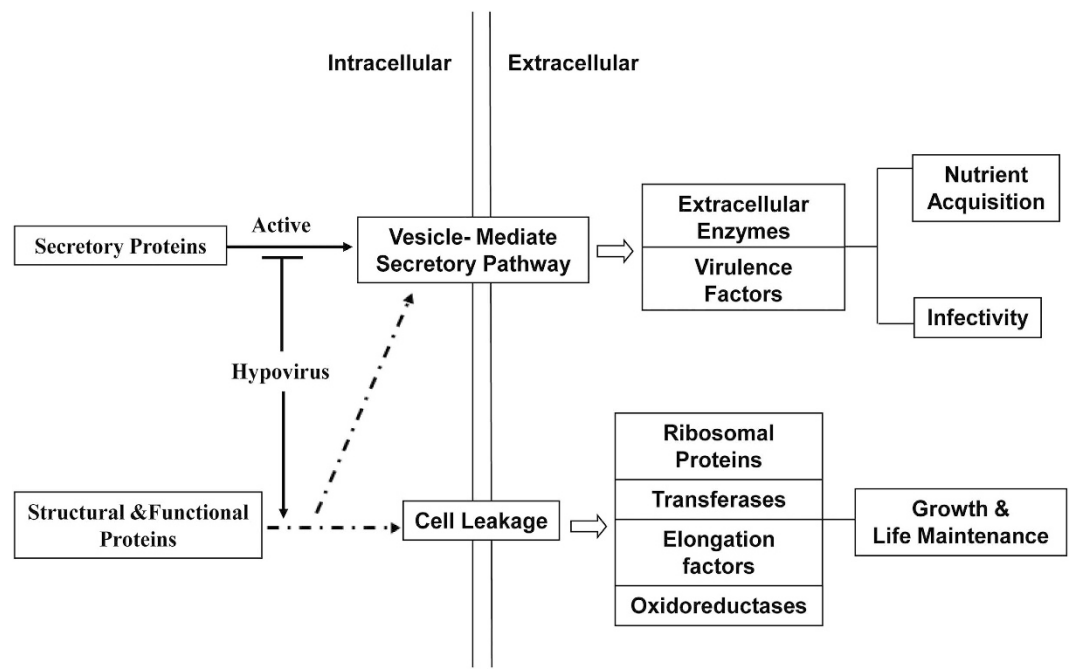 Intracellular
Extracellular
Secretory Proteins
Active
Vesicle- Mediate
Secretory Pathway
Extracellular
Enzymes
Virulence
Factors
Nutrient
Acquisition
Infectivity
Hypovirus
Structural &Functional
Proteins
Cell Leakage
Ribosomal
Proteins
Transferases
Elongation
factors
Oxidoreductases
Growth &
Life Maintenance